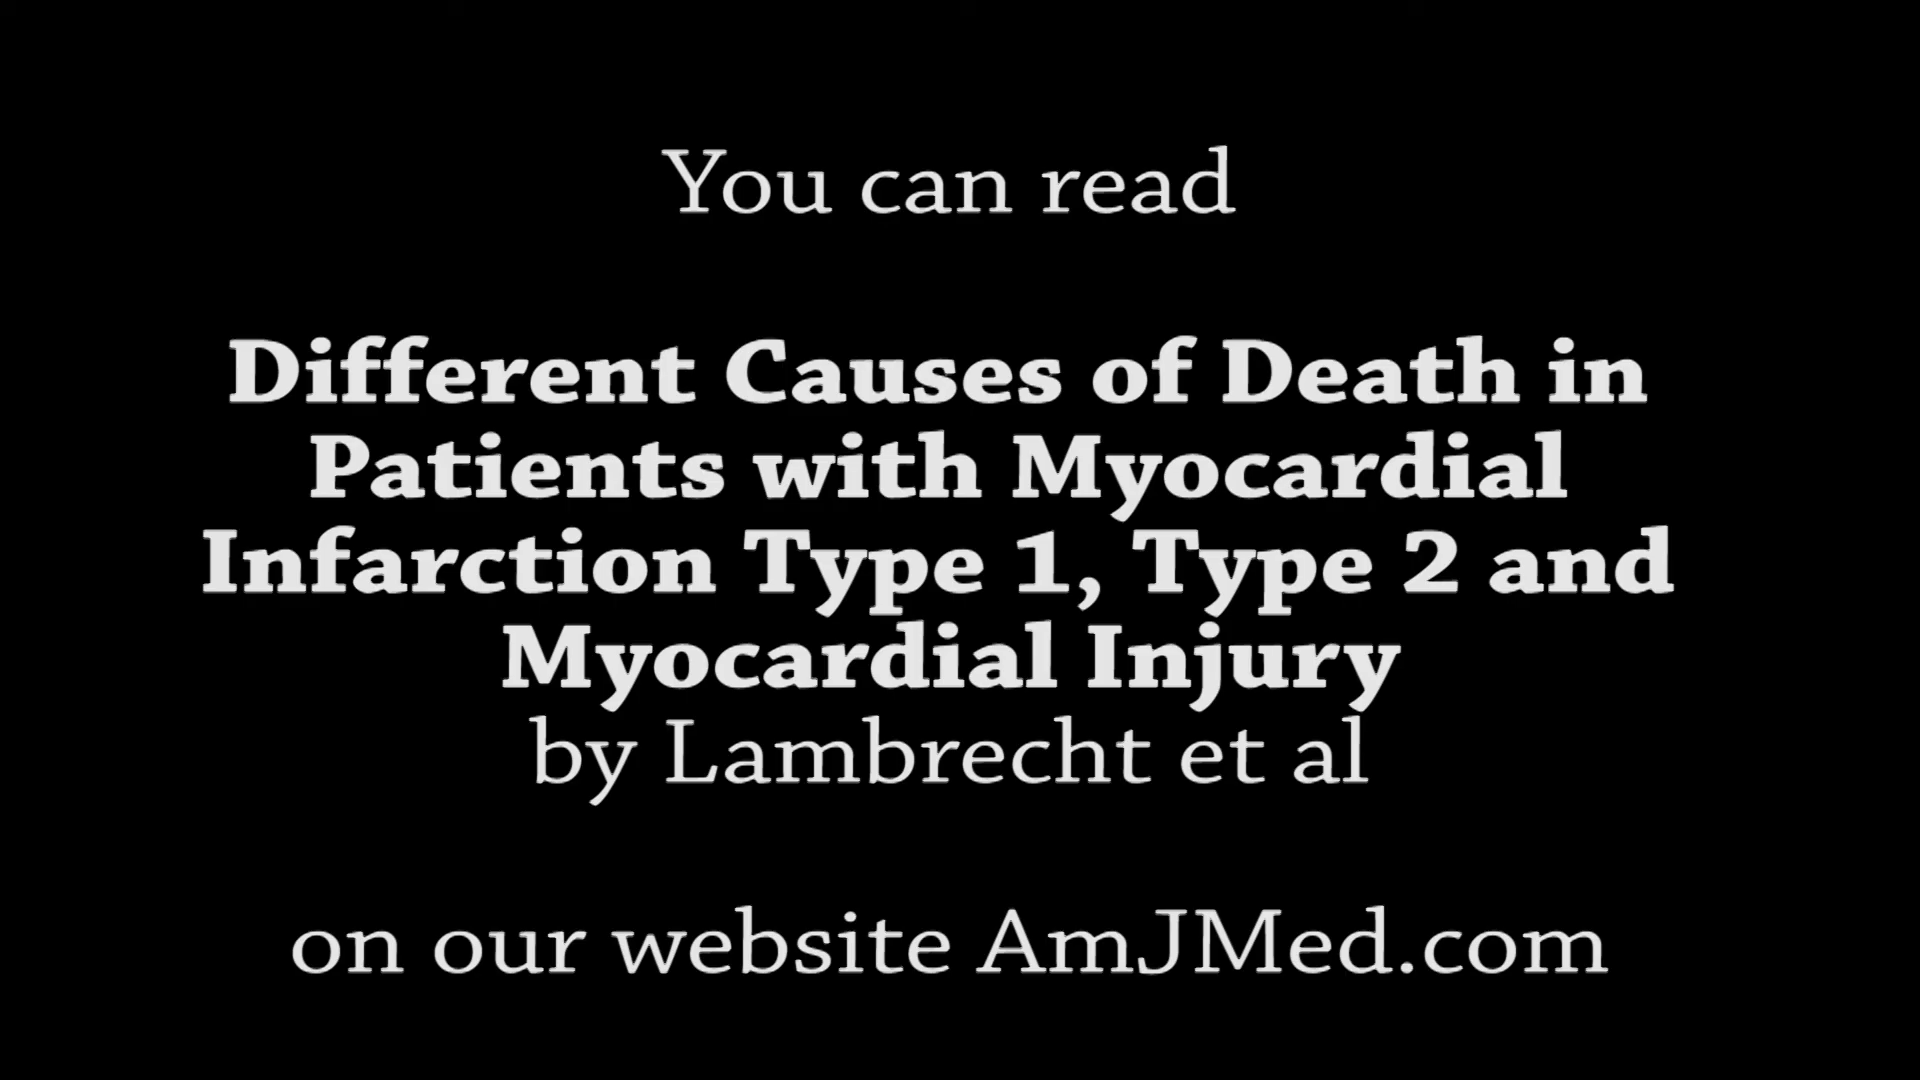 You can read
Different Causes of Death in
Patients with Myocardial
Infarction Type 1, Type 2 and
Myocardial Injury
by Lambrecht et al
on our website AmJMed.com